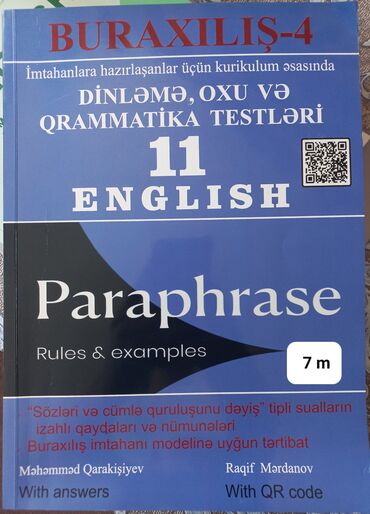 BURAXILIŞ-4
İmtahanlara hazırlaşanlar üçün kurikulum əsasında
DİNLƏMƏ, OXU VƏ
QRAMMATİKA TESTLƏRİ
11
ENGLISH
Paraphrase
Rules & examples
7 m
"Sözləri və cümlə quruluşunu dəyiş" tipli sualların
izahlı qaydaları və nümunələri
Buraxılış imtahanı modelinə uyğun tərtibat
Məhəmməd Qarakişiyev
Raqif Mərdanov
With answers
With QR code